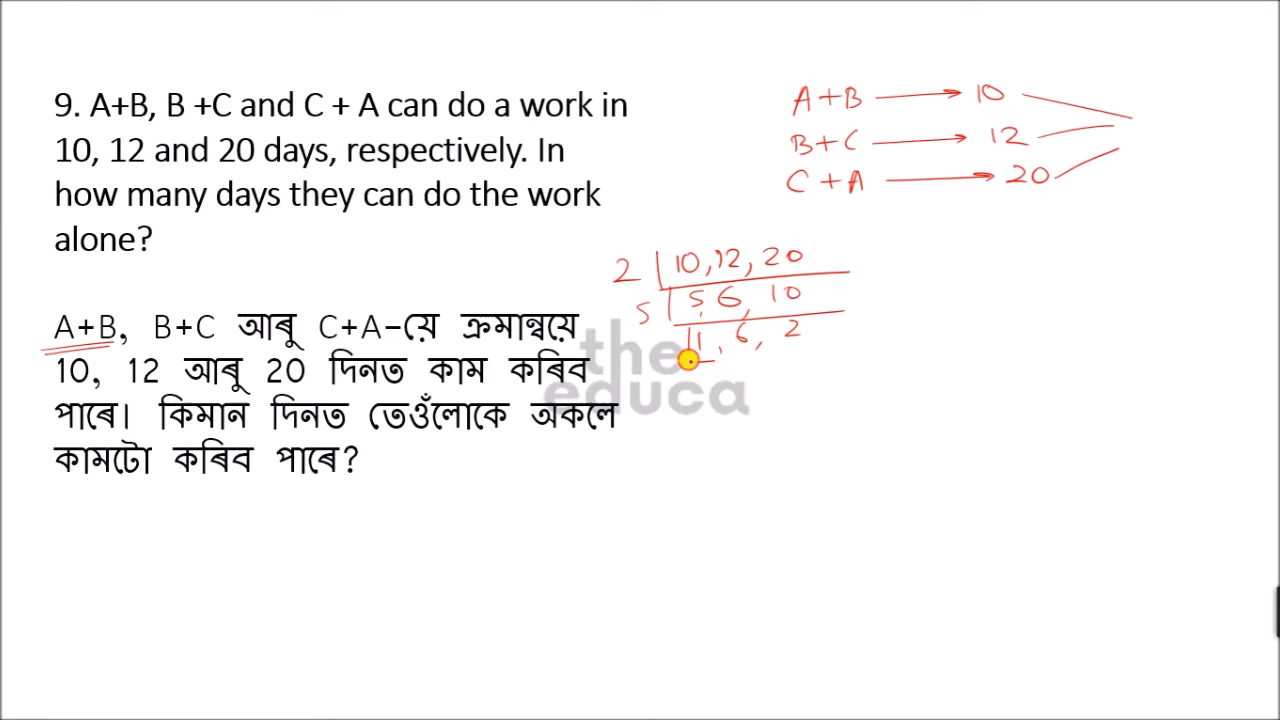 9. A+B, B +C and C + A can do a work in
10, 12 and 20 days, respectively. In
how many days they can do the work
alone?
A+B, B+C আৰু C+A-য়ে ক্ৰমান্বয়ে
10, 12 আৰু 20 দিনত কাম কৰিব
পাৰে। কিমান দিনত তেওঁলোকে অকলে
কামটো কৰিব পাৰে?
A+B → 10
B+C → 12
C+A → 20
2 | 10, 12, 20
5 | 5, 6, 10
1, 6, 2
the
educa